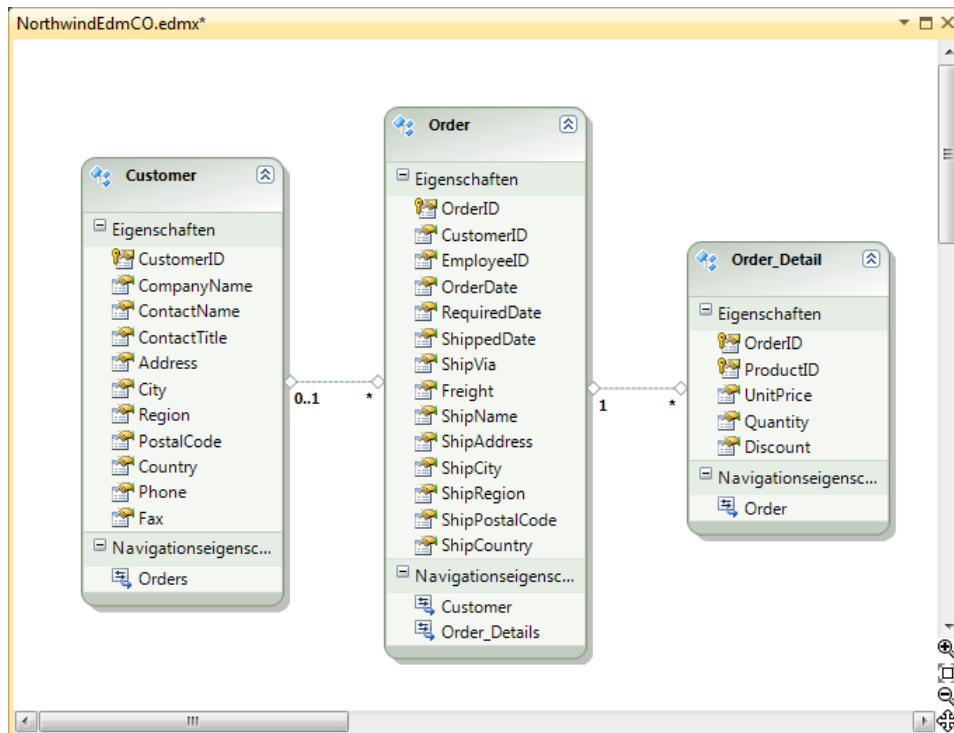 NorthwindEdmCO.edmx*
Customer
Eigenschaften
CustomerID
CompanyName
ContactName
ContactTitle
Address
City
Region
PostalCode
Country
Phone
Fax
Navigationseigensc...
Orders
0..1
*
Order
Eigenschaften
OrderID
CustomerID
EmployeeID
OrderDate
RequiredDate
ShippedDate
ShipVia
Freight
ShipName
ShipAddress
ShipCity
ShipRegion
ShipPostalCode
ShipCountry
Navigationseigensc...
Customer
Order_Details
1
*
Order_Detail
Eigenschaften
OrderID
ProductID
UnitPrice
Quantity
Discount
Navigationseigensc...
Order